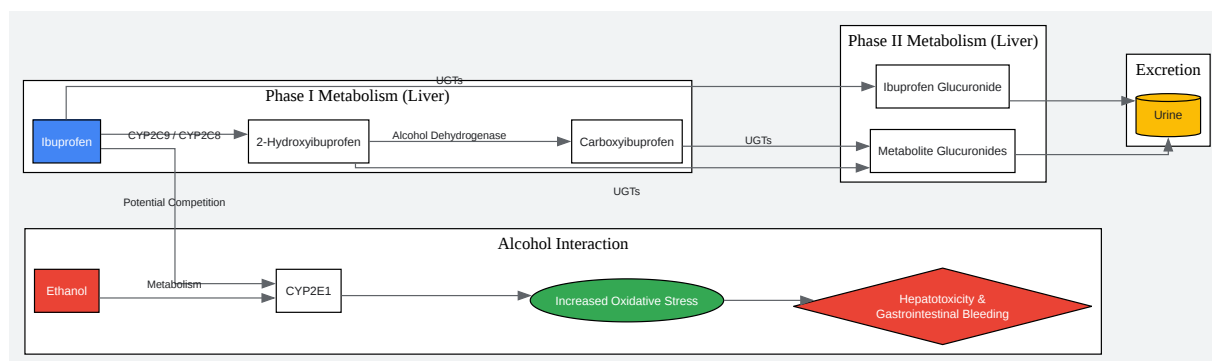 Phase II Metabolism (Liver)
UGTs
Ibuprofen Glucuronide
Excretion
Phase I Metabolism (Liver)
Urine
Ibuprofen
CYP2C9 / CYP2C8
2-Hydroxyibuprofen
Alcohol Dehydrogenase
Carboxyibuprofen
UGTs
Metabolite Glucuronides
UGTs
Potential Competition
Alcohol Interaction
Ethanol
Metabolism
CYP2E1
Increased Oxidative Stress
Hepatotoxicity &
Gastrointestinal Bleeding